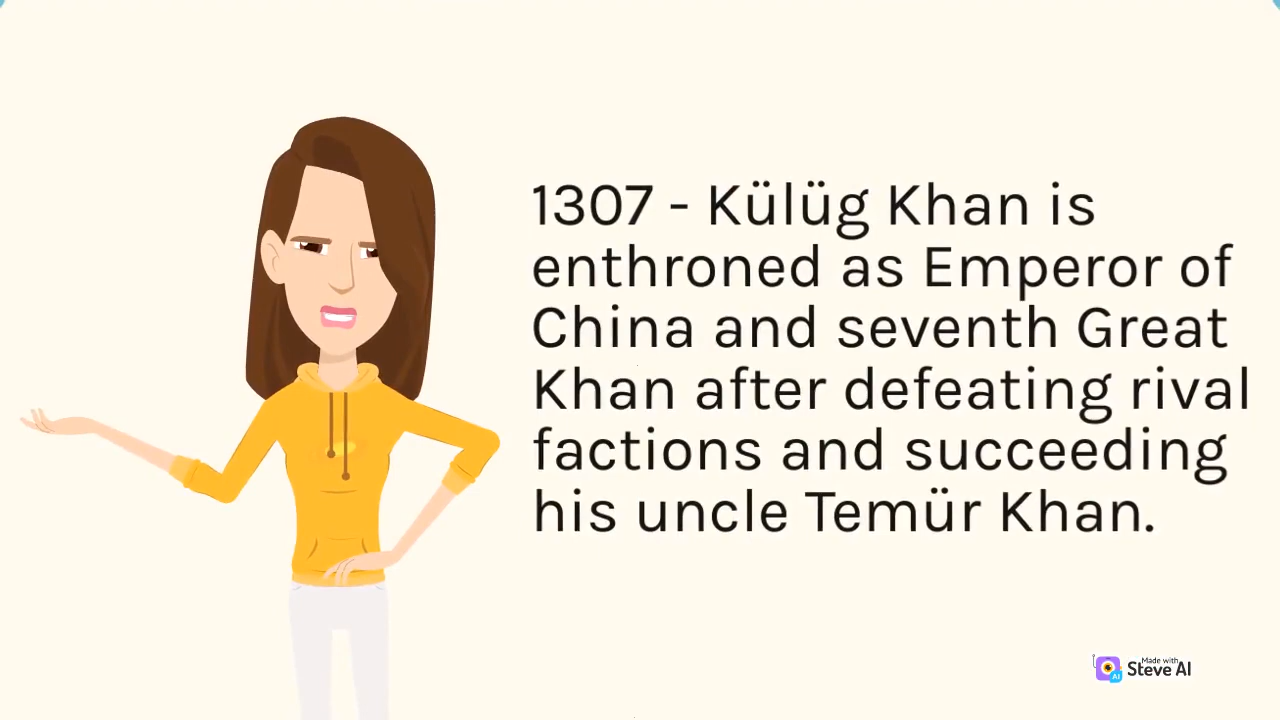 1307 - Külüg Khan is
enthroned as Emperor of
China and seventh Great
Khan after defeating rival
factions and succeeding
his uncle Temür Khan.
Made with
Steve AI
AI